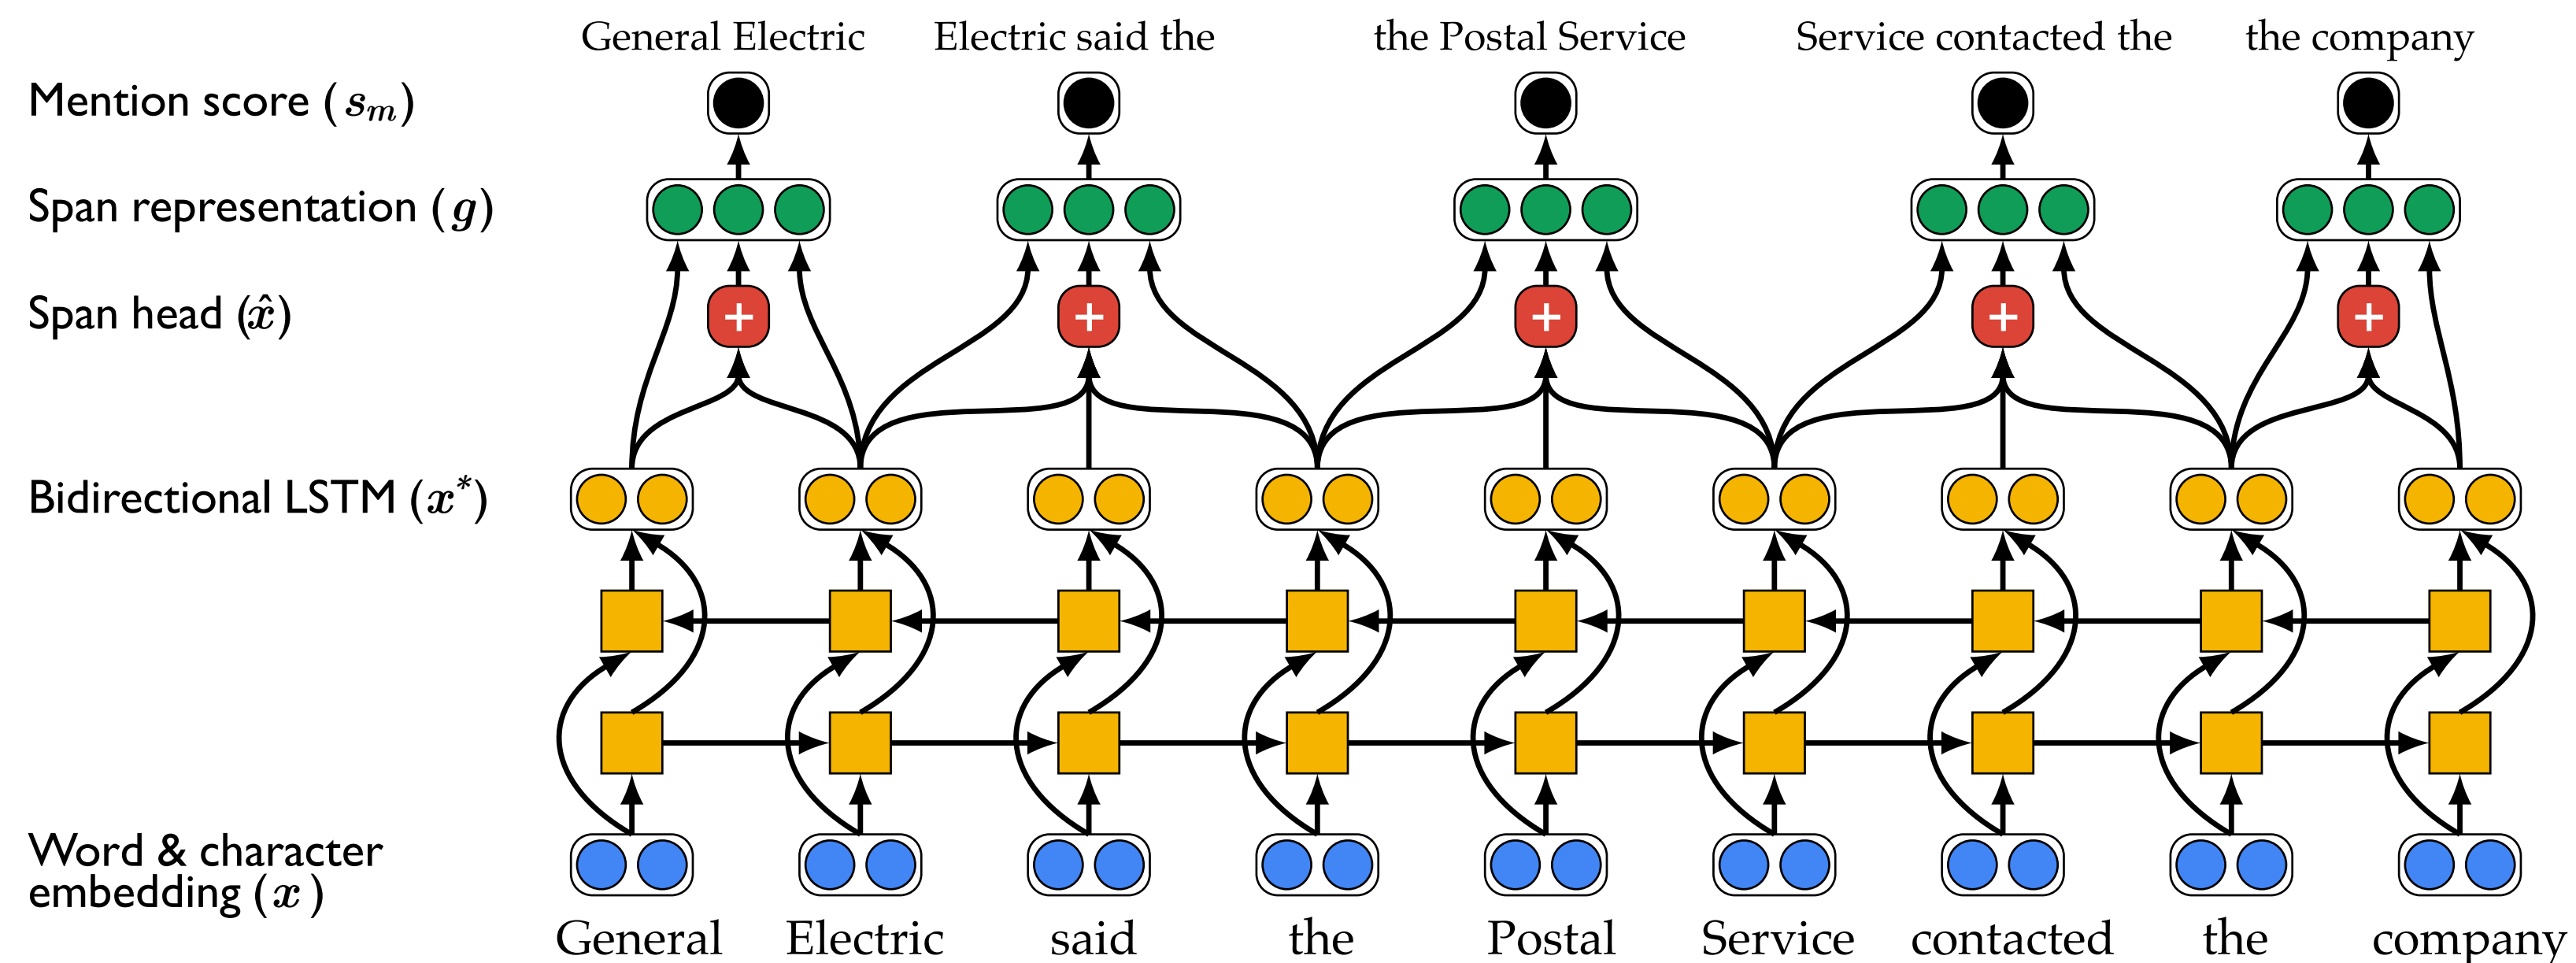 General Electric
Electric said the
the Postal Service
Service contacted the
the company
Mention score (s_m)
Span representation (g)
+ + + + +
Span head (x̂)
Bidirectional LSTM (x*)
Word & character
embedding (x)
General Electric said the Postal Service contacted the company